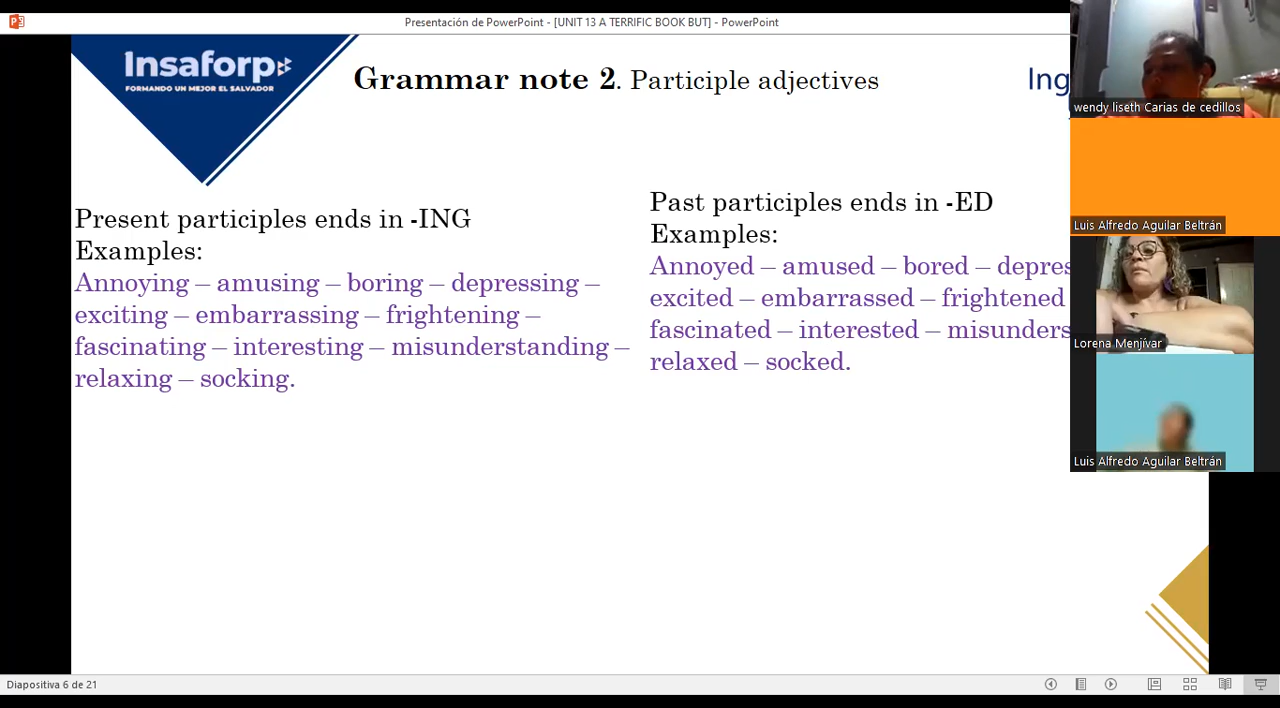 Presentación de PowerPoint - [UNIT 13 A TERRIFIC BOOK BUT] - PowerPoint
Insaforp
FORMANDO UN MEJOR EL SALVADOR
Grammar note 2. Participle adjectives
Ing
Present participles ends in -ING
Examples:
Annoying – amusing – boring – depressing –
exciting – embarrassing – frightening –
fascinating – interesting – misunderstanding –
relaxing – socking.
Past participles ends in -ED
Examples:
Annoyed – amused – bored – depres
excited – embarrassed – frightened
fascinated – interested – misunders
relaxed – socked.
wendy liseth Carias de cedillos
Luis Alfredo Aguilar Beltrán
Lorena Menjívar
Luis Alfredo Aguilar Beltrán
Diapositiva 6 de 21